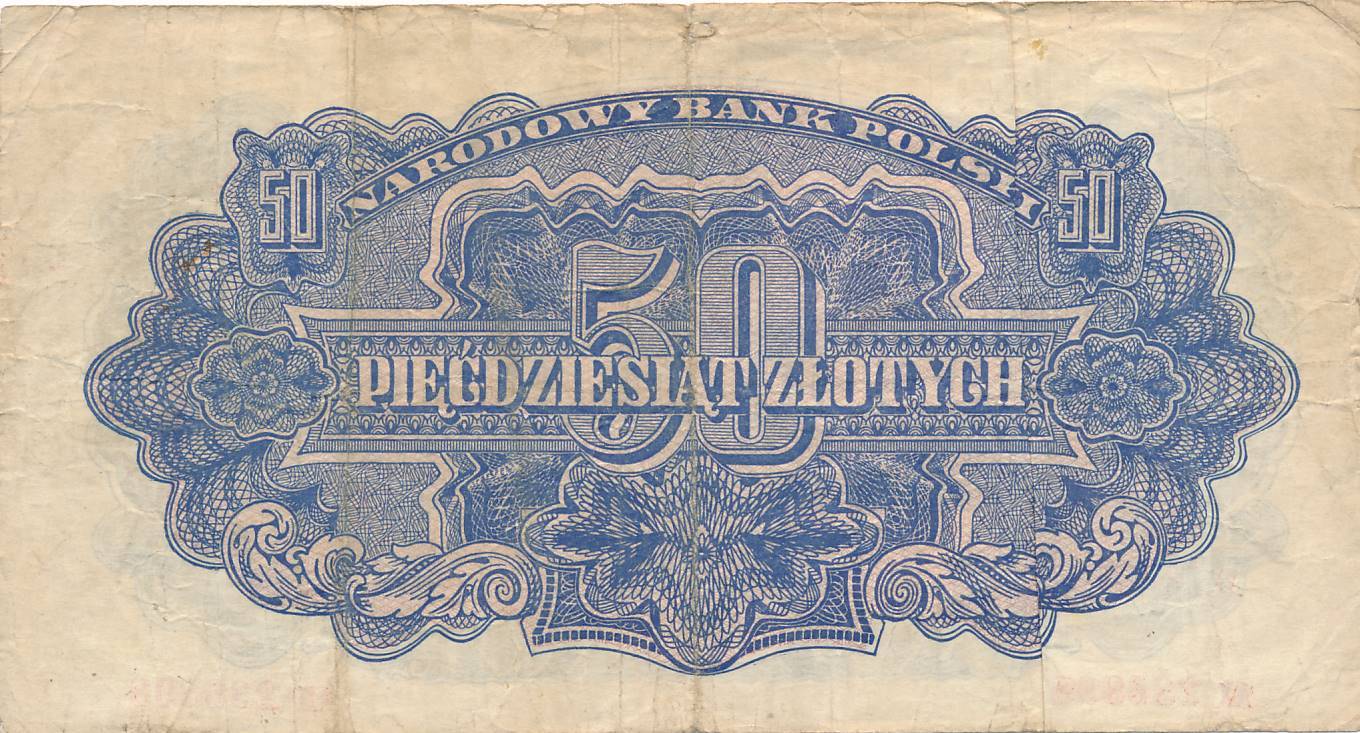 NARODOWY BANK POLSKI
50 50
50
PIĘĆDZIESIĄT ZŁOTYCH